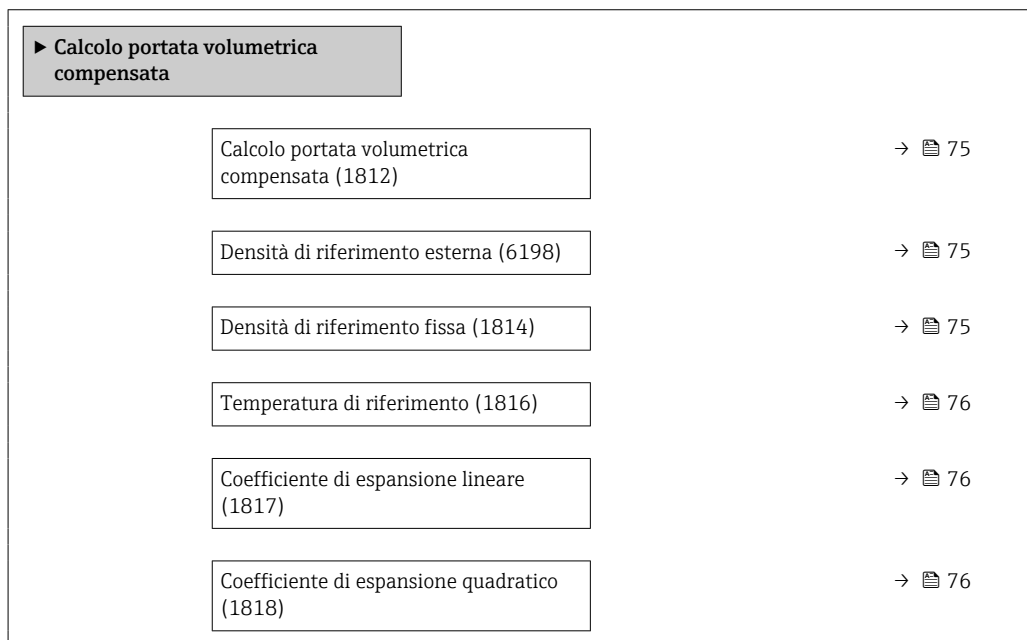 ▶ Calcolo portata volumetrica
compensata
Calcolo portata volumetrica
compensata (1812)
→ 75
Densità di riferimento esterna (6198)
→ 75
Densità di riferimento fissa (1814)
→ 75
Temperatura di riferimento (1816)
→ 76
Coefficiente di espansione lineare
(1817)
→ 76
Coefficiente di espansione quadratico
(1818)
→ 76